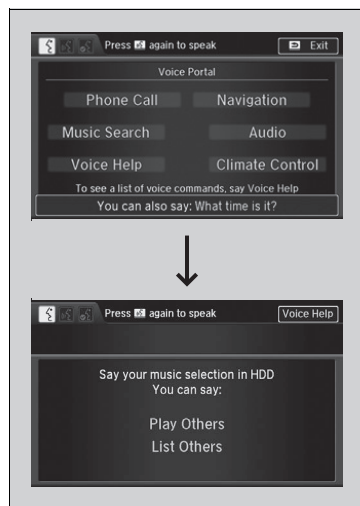 Press again to speak
Exit
Voice Portal
Phone Call
Navigation
Music Search
Audio
Voice Help
Climate Control
To see a list of voice commands, say Voice Help
You can also say: What time is it?
Press again to speak
Voice Help
Say your music selection in HDD
You can say:
Play Others
List Others